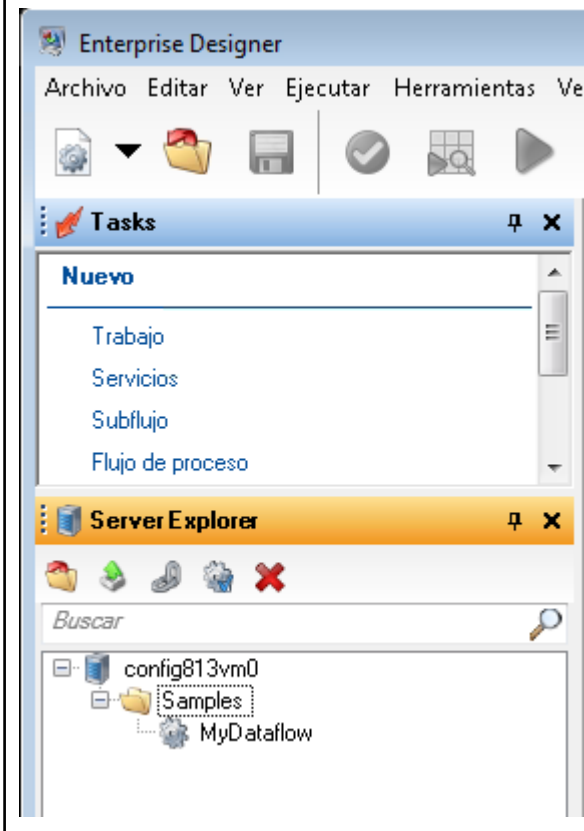 Enterprise Designer
Archivo Editar Ver Ejecutar Herramientas Ve
Tasks
Nuevo
Trabajo
Servicios
Subflujo
Flujo de proceso
Server Explorer
Buscar
config813vm0
Samples
MyDataflow